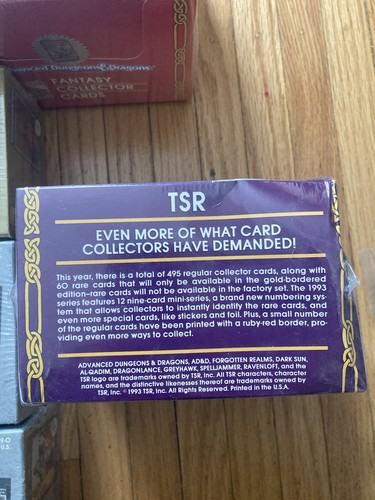 Advanced Dungeons & Dragons
FANTASY
COLLECTOR
CARDS
TSR
EVEN MORE OF WHAT CARD
COLLECTORS HAVE DEMANDED!
This year, there is a total of 495 regular collector cards, along with
60 rare cards that will only be available in the gold-bordered
edition–rare cards will not be available in the factory set. The 1993
series features 12 nine-card mini-series, a brand new numbering sys-
tem that allows collectors to instantly identify the rare cards, and
even more special cards, like stickers and foil. Plus, a small number
of the regular cards have been printed with a ruby-red border, pro-
viding even more ways to collect.
ADVANCED DUNGEONS & DRAGONS, AD&D, FORGOTTEN REALMS, DARK SUN,
AL-QADIM, DRAGONLANCE, GREYHAWK, SPELLJAMMER, RAVENLOFT, and the
TSR logo are trademarks owned by TSR, Inc. All TSR characters, character
names, and the distinctive likenesses thereof are trademarks owned by
TSR, Inc. © 1993 TSR, Inc. All Rights Reserved. Printed in the U.S.A.
U.S.